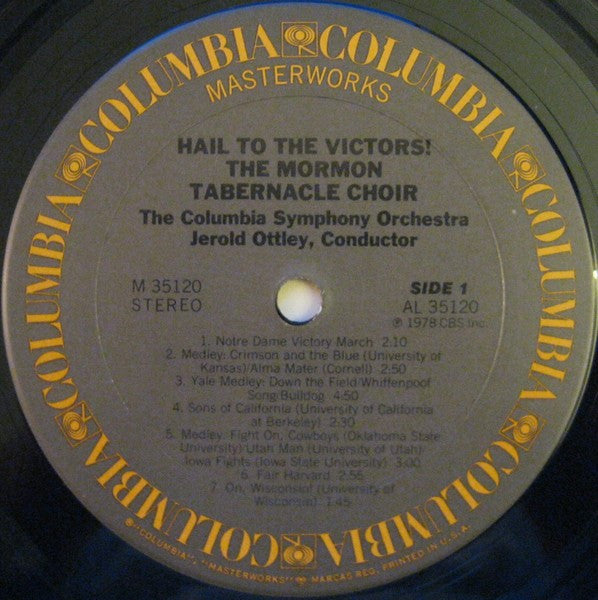 COLUMBIA COLUMBIA COLUMBIA COLUMBIA COLUMBIA COLUMBIA COLUMBIA COLUMBIA
MASTERWORKS
HAIL TO THE VICTORS!
THE MORMON
TABERNACLE CHOIR
The Columbia Symphony Orchestra
Jerold Ottley, Conductor
M 35120
STEREO
SIDE 1
AL 35120
℗ 1978 CBS Inc.
1. Notre Dame Victory March 2:10
2. Medley: Crimson and the Blue (University of
Kansas)/Alma Mater (Cornell) 2:50
3. Yale Medley: Down the Field/Whiffenpoof
Song/Bulldog 4:50
4. Sons of California (University of California
at Berkeley) 2:30
5. Medley: Fight On, Cowboys (Oklahoma State
University)/Utah Man (University of Utah)/
Iowa Fights (Iowa State University) 3:00
6. Fair Harvard 2:55
7. On, Wisconsin! (University of
Wisconsin) 1:45
® "COLUMBIA", "MASTERWORKS" MARCAS REG. PRINTED IN U.S.A.